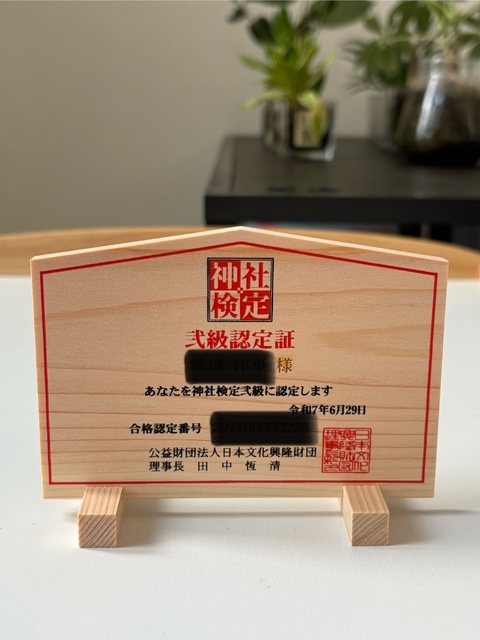 神社
検定
弐級認定証
様
あなたを神社検定弐級に認定します
令和7年6月29日
合格認定番号
公益財団法人日本文化興隆財団
理事長 田中恆清